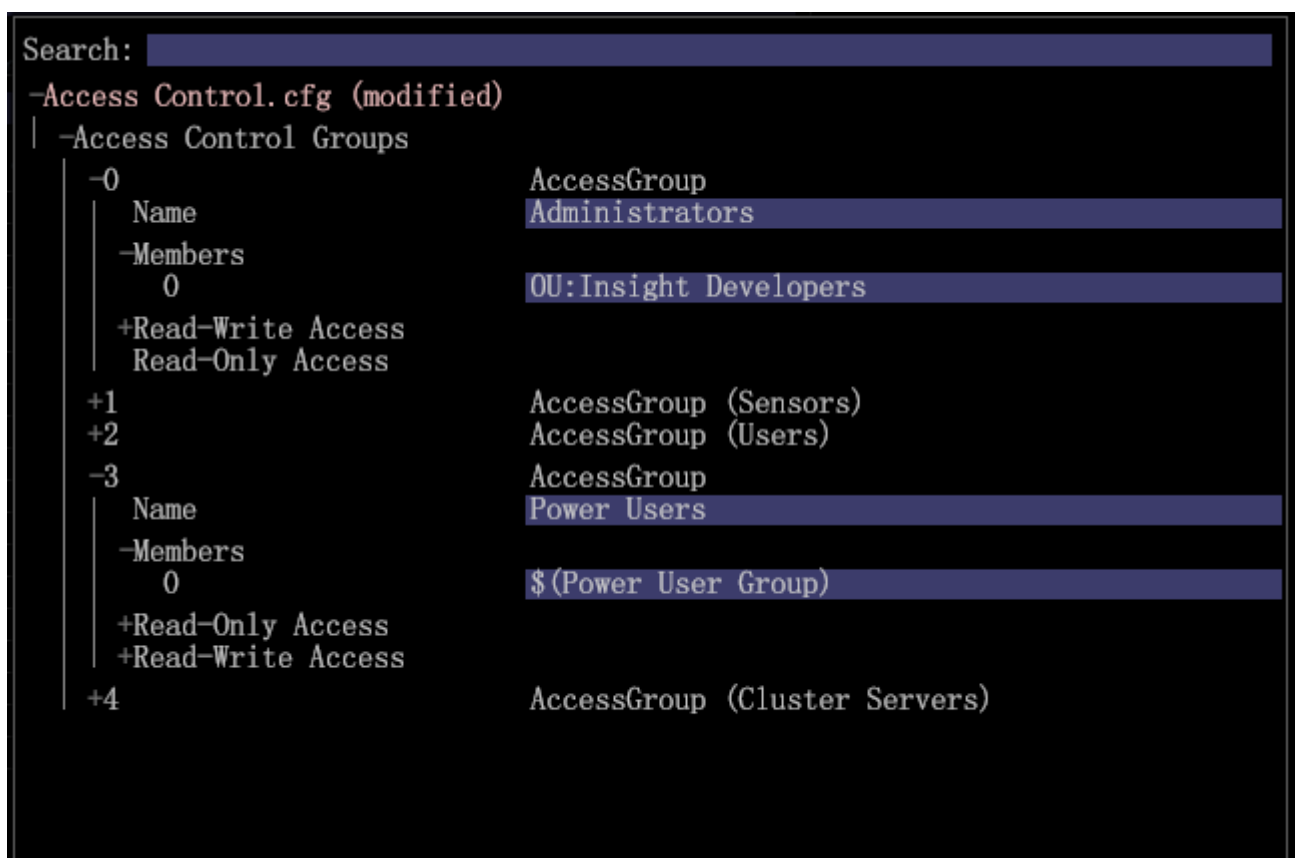 Search:
-Access Control.cfg (modified)
-Access Control Groups
-0 AccessGroup
Name Administrators
-Members
0 OU:Insight Developers
+Read-Write Access
Read-Only Access
+1 AccessGroup (Sensors)
+2 AccessGroup (Users)
-3 AccessGroup
Name Power Users
-Members
0 $(Power User Group)
+Read-Only Access
+Read-Write Access
+4 AccessGroup (Cluster Servers)